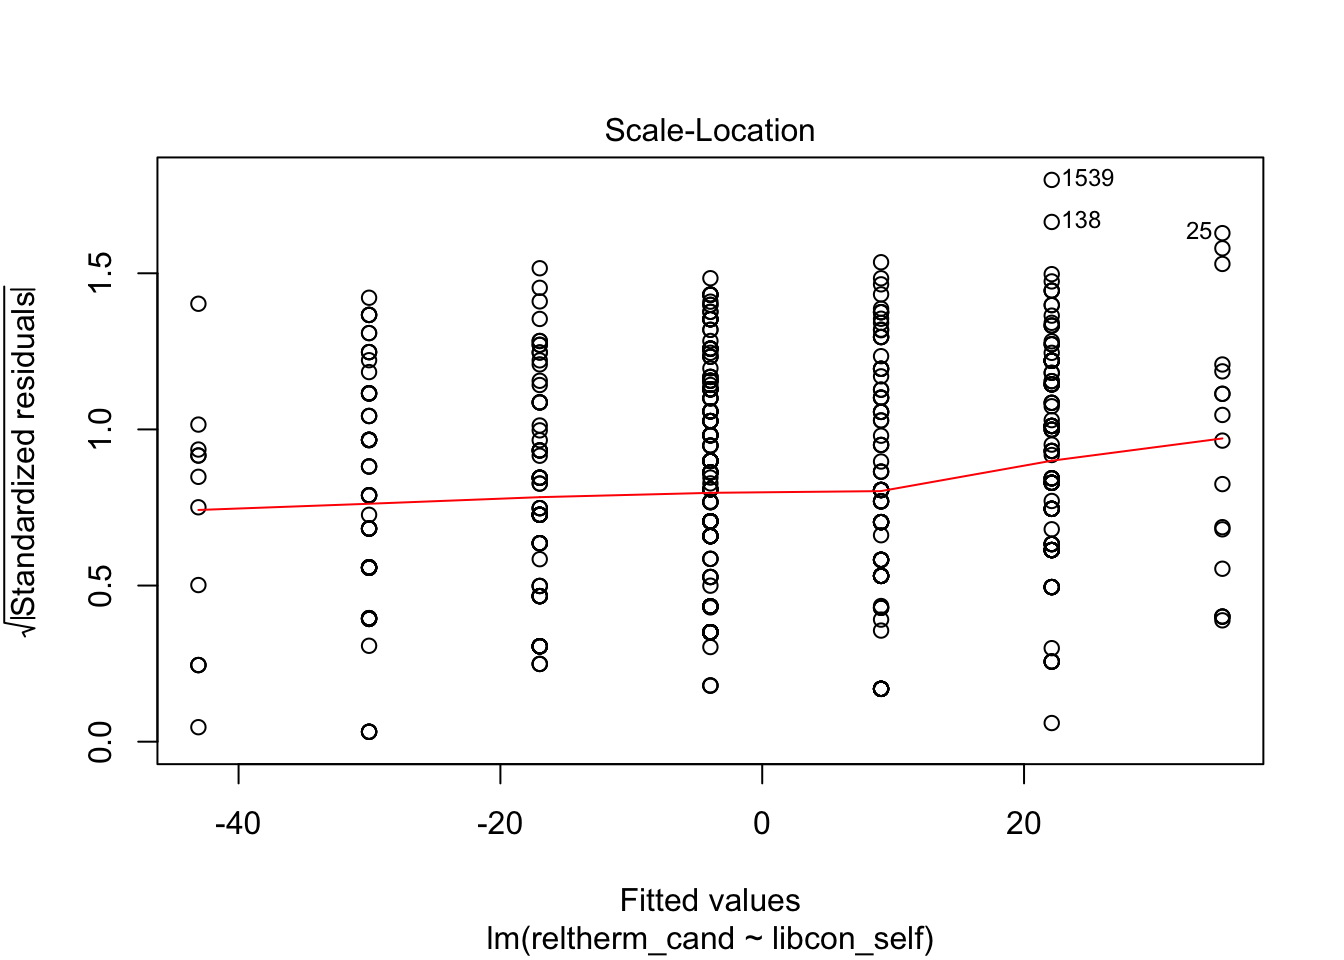 Scale-Location
1539
138
25
√|Standardized residuals|
1.5
1.0
0.5
0.0
-40 -20 0 20
Fitted values
lm(reltherm_cand ~ libcon_self)